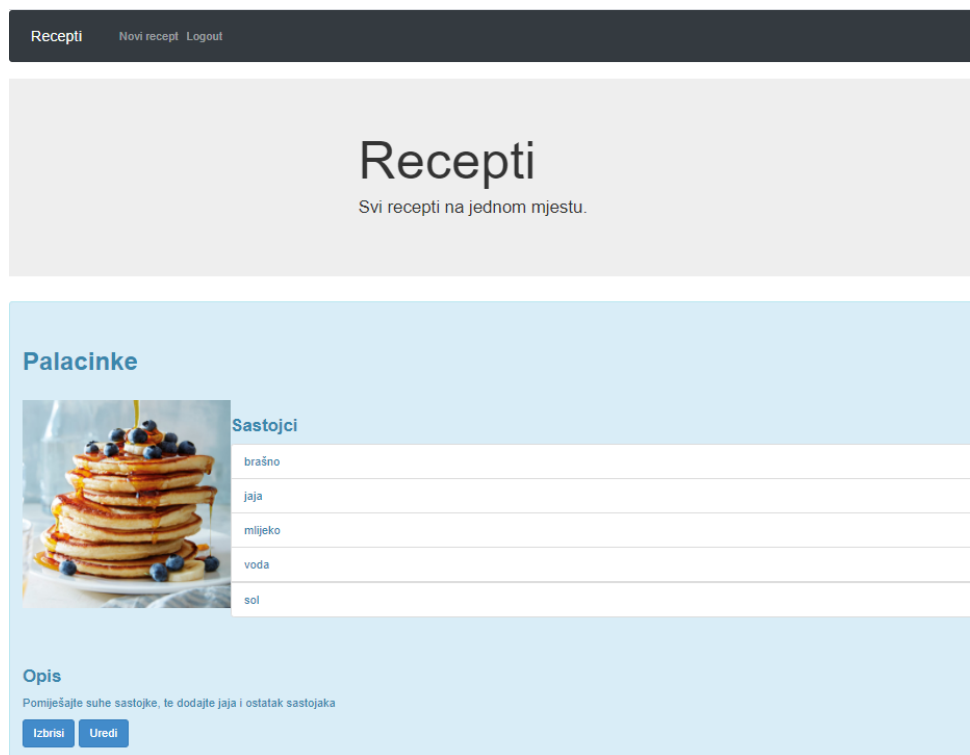 Recepti Novi recept Logout
Recepti
Svi recepti na jednom mjestu.
Palacinke
Sastojci
brašno
jaja
mlijeko
voda
sol
Opis
Pomiješajte suhe sastojke, te dodajte jaja i ostatak sastojaka
Izbrisi Uredi